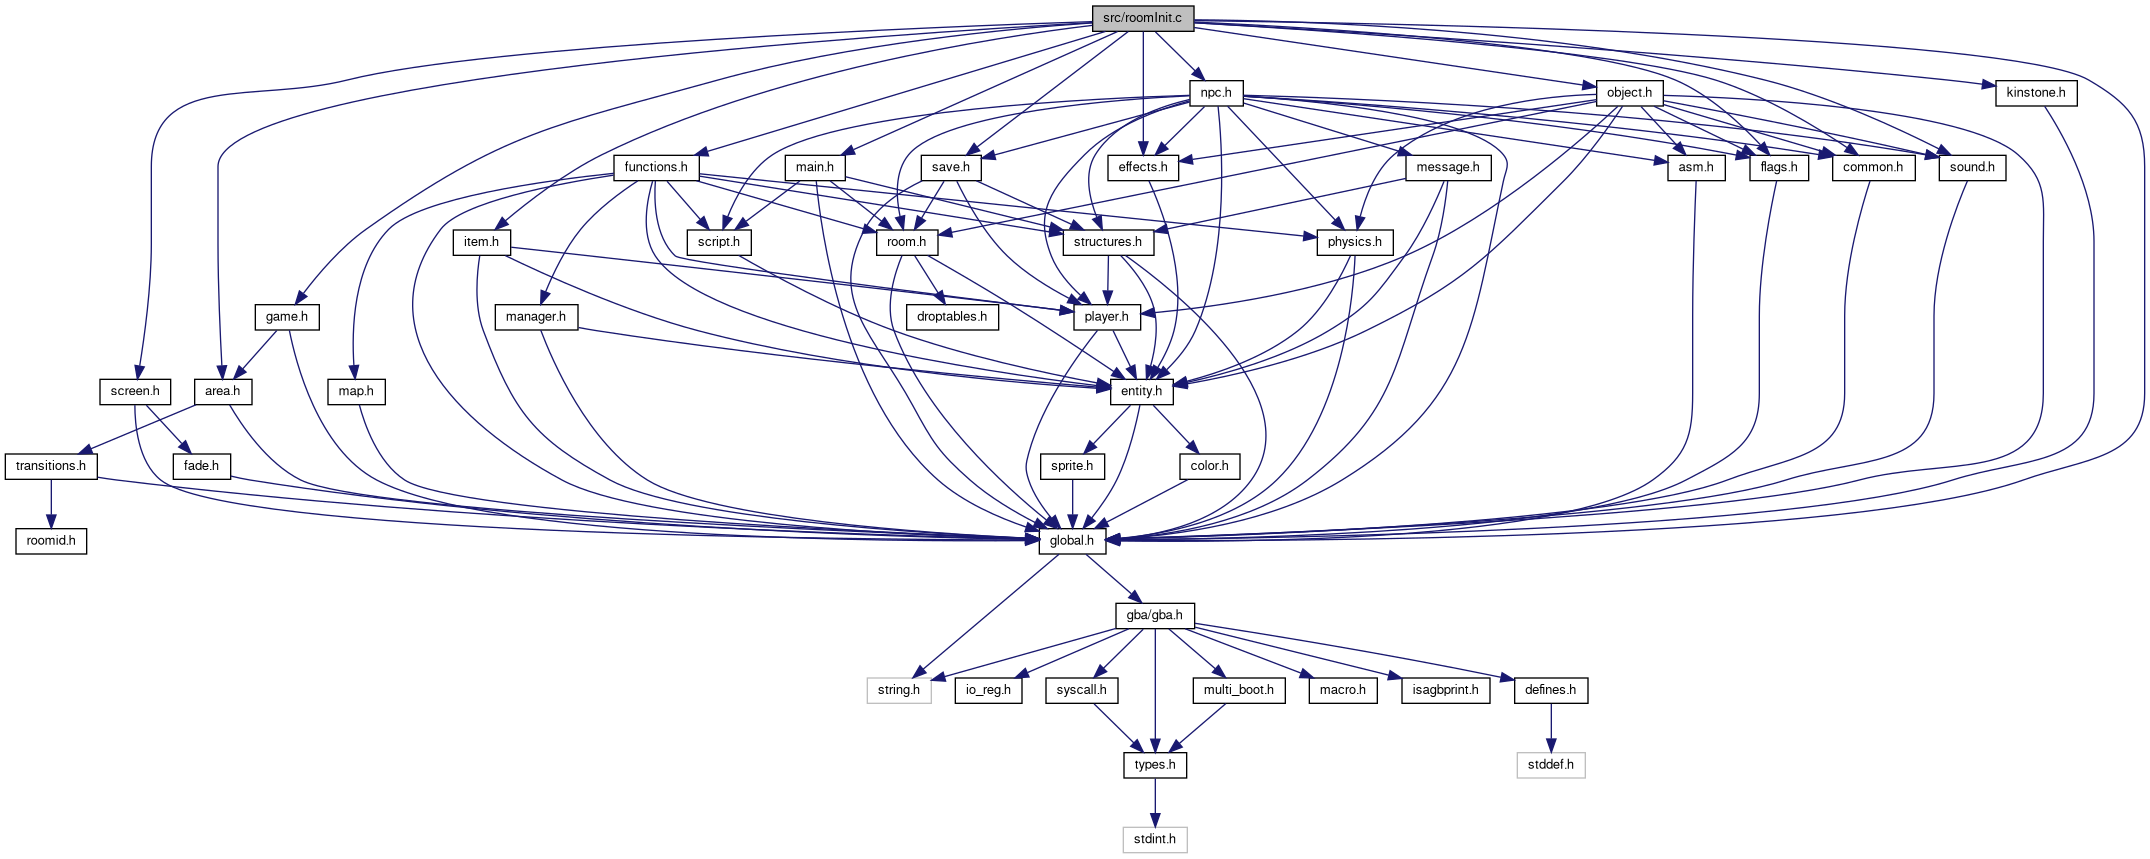 src/roomInit.c
npc.h
object.h
kinstone.h
functions.h
main.h
save.h
effects.h
message.h
asm.h
flags.h
common.h
sound.h
item.h
script.h
room.h
structures.h
physics.h
game.h
manager.h
droptables.h
player.h
screen.h
area.h
map.h
entity.h
transitions.h
fade.h
sprite.h
color.h
roomid.h
global.h
gba/gba.h
string.h
io_reg.h
syscall.h
multi_boot.h
macro.h
isagbprint.h
defines.h
types.h
stddef.h
stdint.h